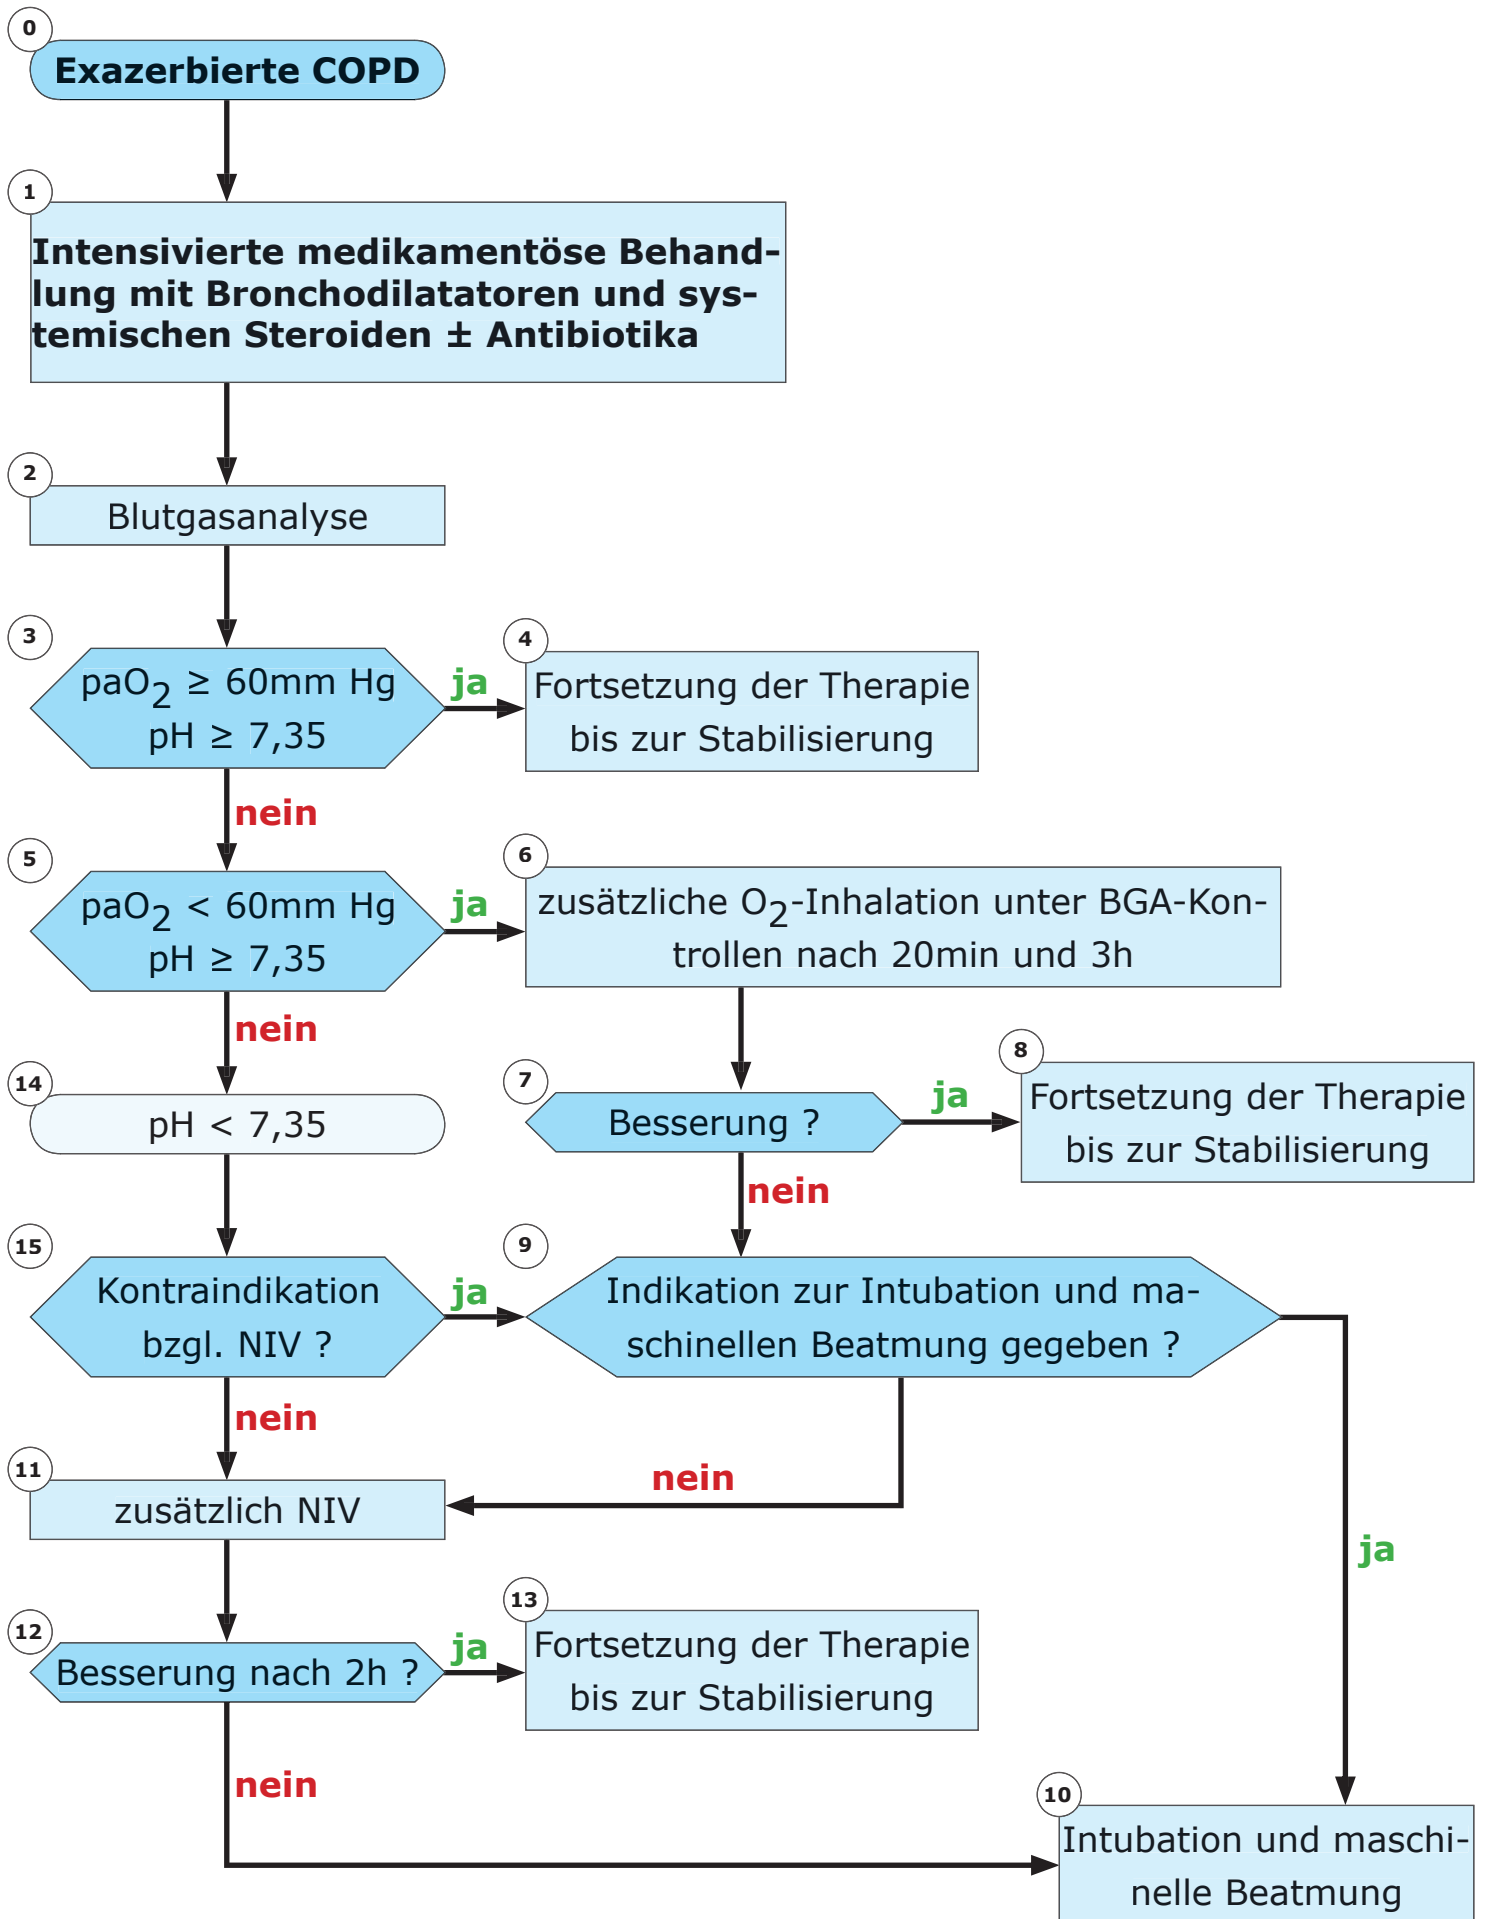 0
Exazerbierte COPD
1
Intensivierte medikamentöse Behand-
lung mit Bronchodilatatoren und sys-
temischen Steroiden ± Antibiotika
2
Blutgasanalyse
3
paO2 ≥ 60mm Hg
pH ≥ 7,35
ja
4
Fortsetzung der Therapie
bis zur Stabilisierung
nein
5
paO2 < 60mm Hg
pH ≥ 7,35
ja
6
zusätzliche O2-Inhalation unter BGA-Kon-
trollen nach 20min und 3h
nein
14
pH < 7,35
7
Besserung ?
ja
8
Fortsetzung der Therapie
bis zur Stabilisierung
nein
15
Kontraindikation
bzgl. NIV ?
ja
9
Indikation zur Intubation und ma-
schinellen Beatmung gegeben ?
nein
11
zusätzlich NIV
nein
ja
12
Besserung nach 2h ?
ja
13
Fortsetzung der Therapie
bis zur Stabilisierung
nein
10
Intubation und maschi-
nelle Beatmung